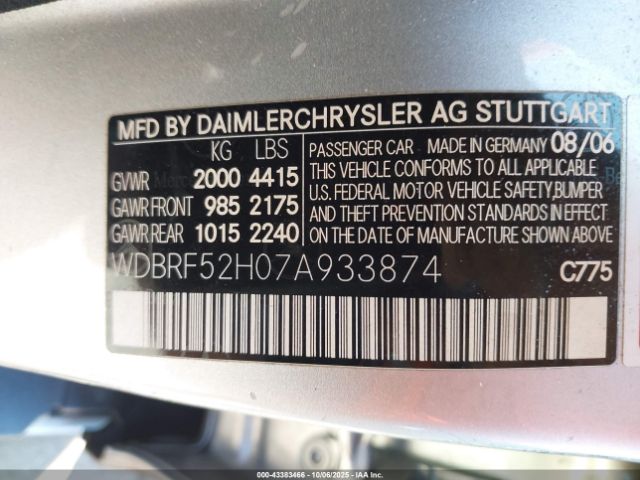 MFD BY DAIMLERCHRYSLER AG STUTTGART
KG LBS
GVWR 2000 4415
GAWR FRONT 985 2175
GAWR REAR 1015 2240
PASSENGER CAR MADE IN GERMANY 08/06
THIS VEHICLE CONFORMS TO ALL APPLICABLE
U.S. FEDERAL MOTOR VEHICLE SAFETY,BUMPER
AND THEFT PREVENTION STANDARDS IN EFFECT
ON THE DATE OF MANUFACTURE SHOWN ABOVE.
WDBRF52H07A933874 C775
000-43383466 - 10/06/2025 - IAA.